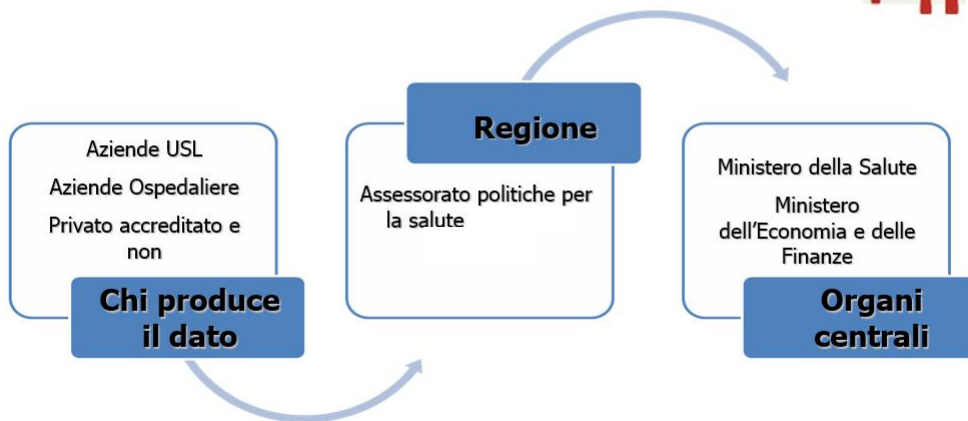 Aziende USL
Aziende Ospedaliere
Privato accreditato e
non
Chi produce
il dato
Regione
Assessorato politiche per
la salute
Ministero della Salute
Ministero
dell'Economia e delle
Finanze
Organi
centrali